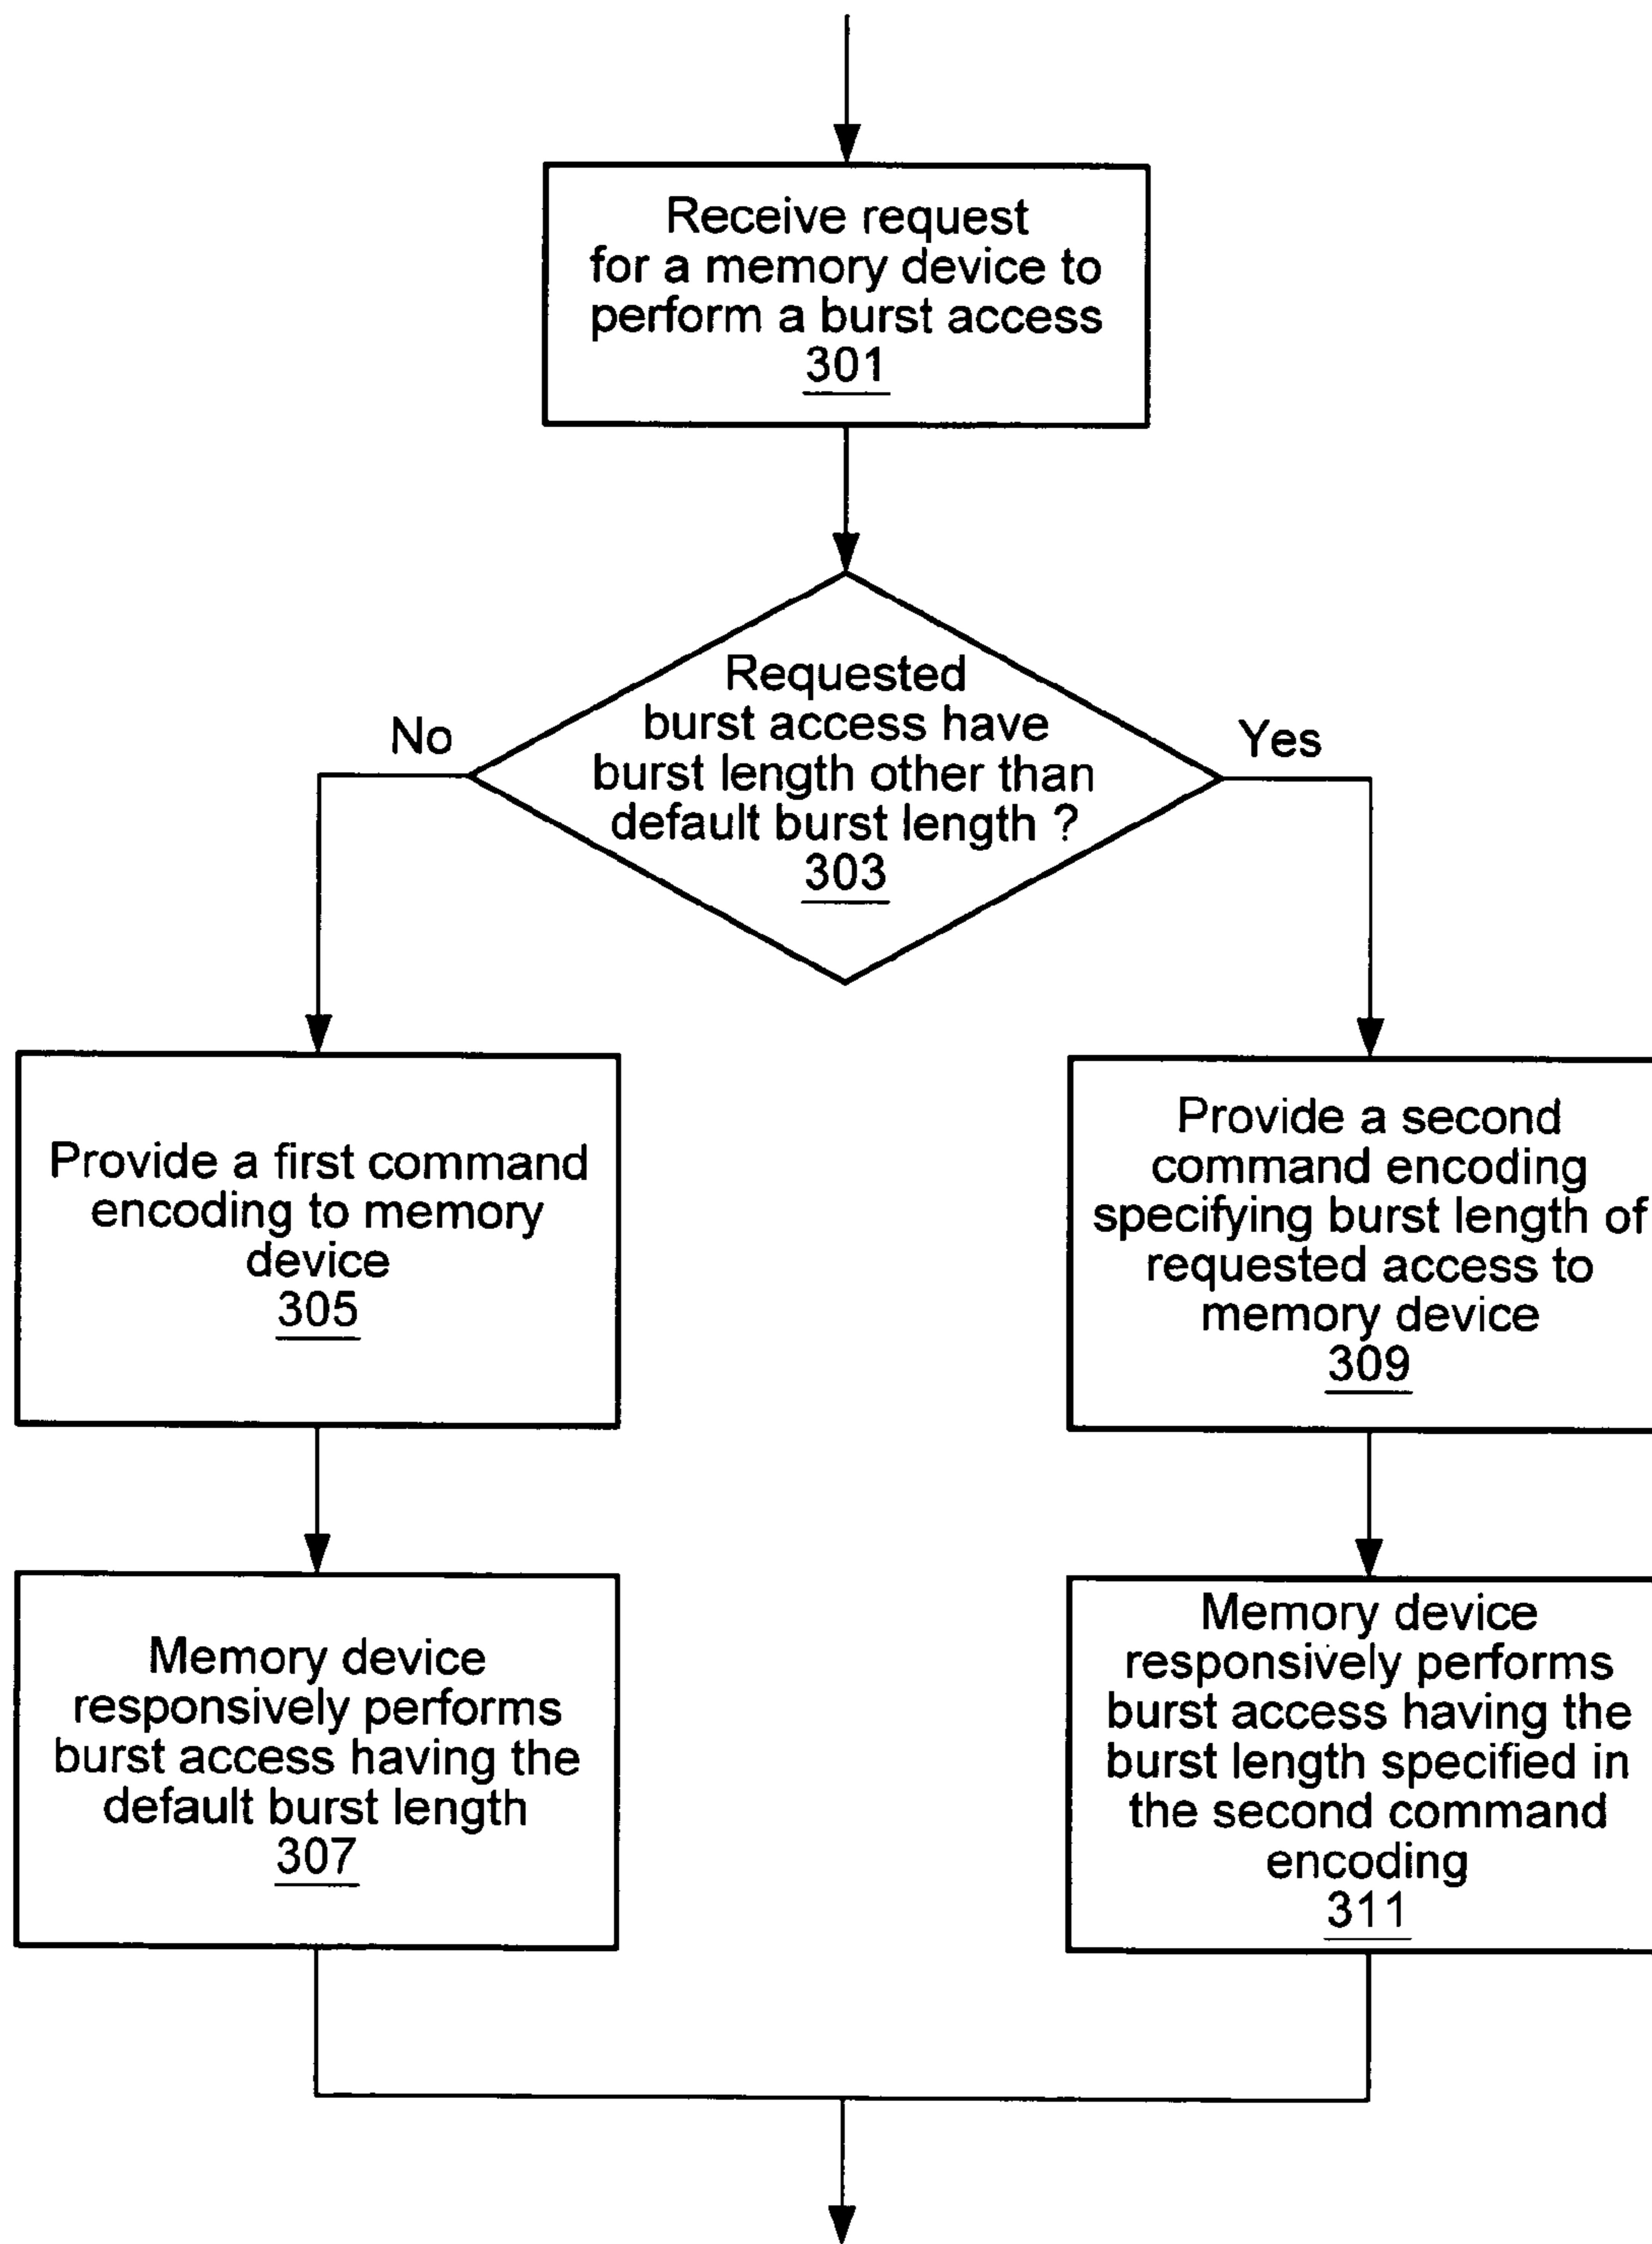 Receive request
for a memory device to
perform a burst access
301
Requested
burst access have
burst length other than
default burst length ?
303
No
Yes
Provide a first command
encoding to memory
device
305
Provide a second
command encoding
specifying burst length of
requested access to
memory device
309
Memory device
responsively performs
burst access having the
default burst length
307
Memory device
responsively performs
burst access having the
burst length specified in
the second command
encoding
311